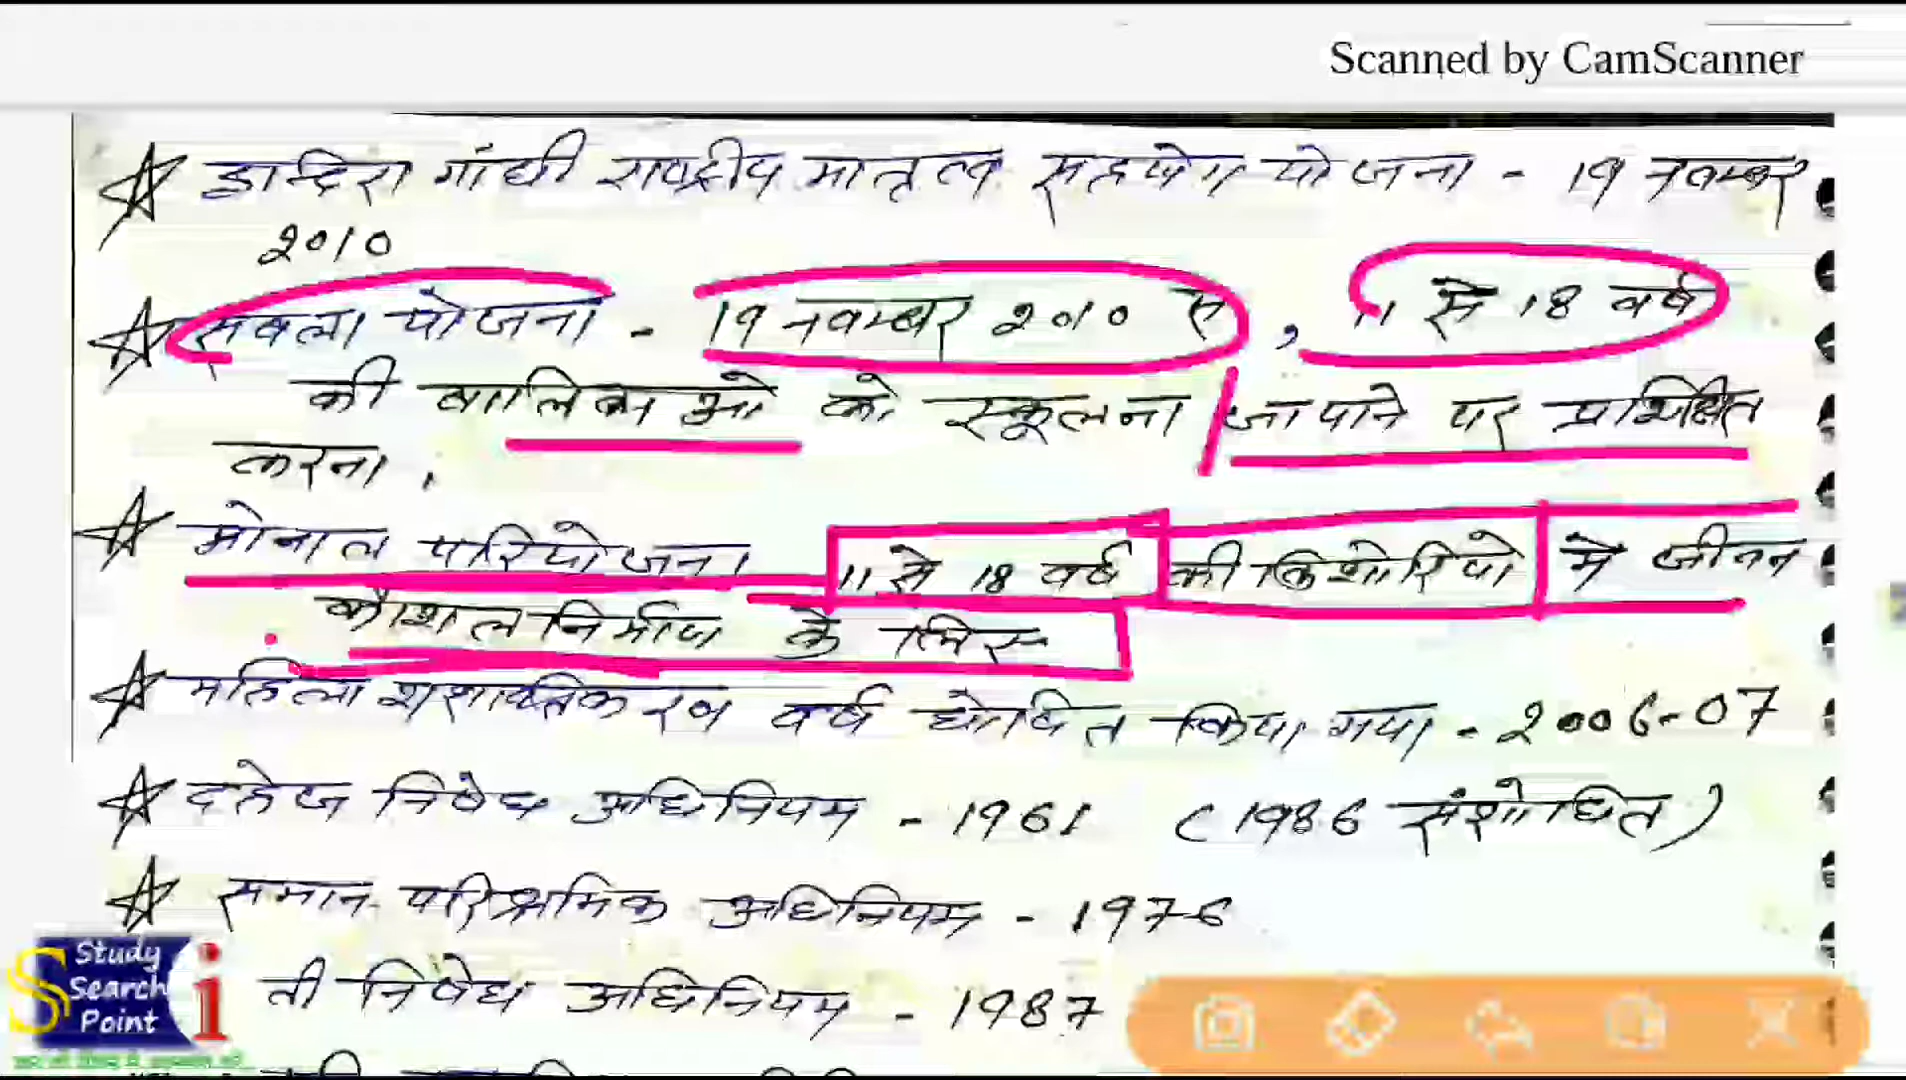 Scanned by CamScanner
इन्दिरा गांधी राष्ट्रीय मातृत्व सहयोग योजना - 19 नवम्बर
2010
सबला योजना - 19 नवम्बर 2010 से , 11 से 18 वर्ष
की बालिकाओ को स्कूल ना जा पाने पर प्रशिक्षित
करना ,
मोनाल परियोजना 11 से 18 वर्ष की किशोरियो मे जीवन
कौशल निर्माण के लिए
महिला शशक्तिकरण वर्ष घोषित किया गया - 2006-07
दहेज निषेध अधिनियम - 1961 (1986 संशोधित)
समान परिश्रमिक अधिनियम - 1976
ती निषेध अधिनियम - 1987
Study
Search
Point